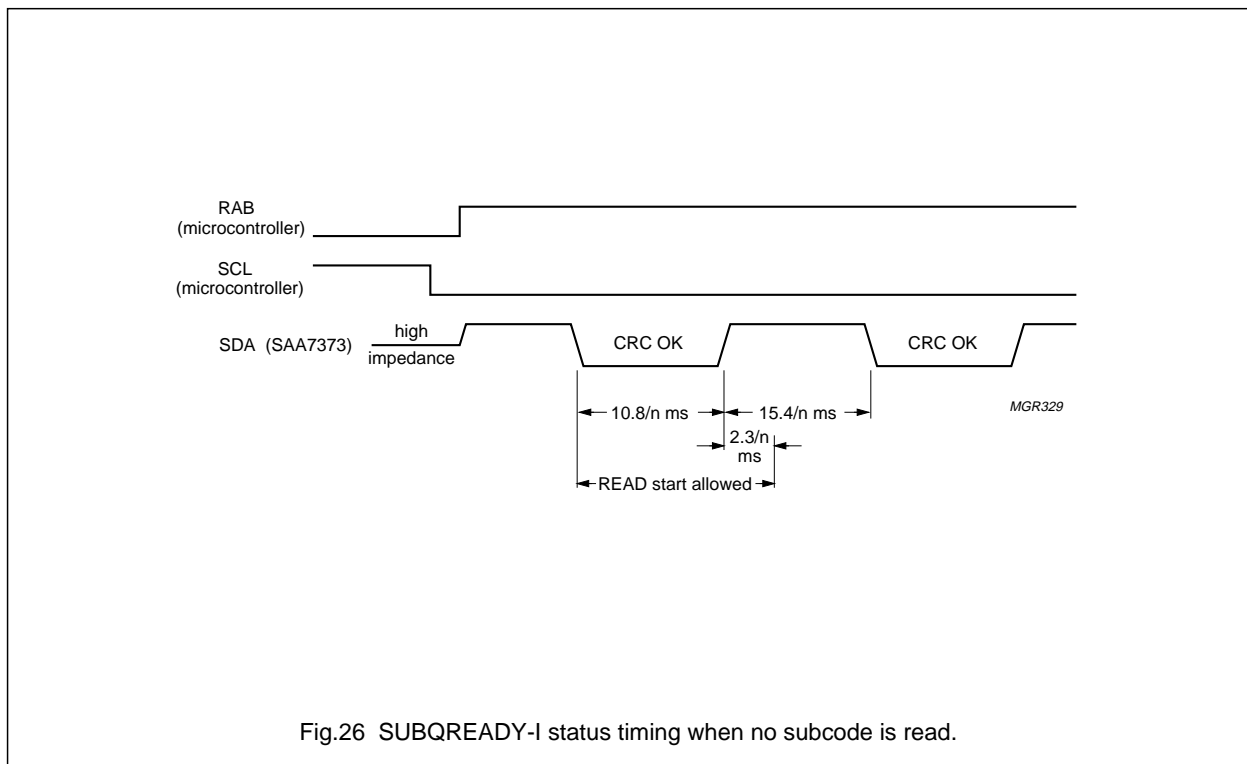 RAB
(microcontroller)
SCL
(microcontroller)
SDA (SAA7373)
high
impedance
CRC OK
CRC OK
10.8/n ms
15.4/n ms
MGR329
2.3/n
ms
READ start allowed
Fig.26 SUBQREADY-I status timing when no subcode is read.